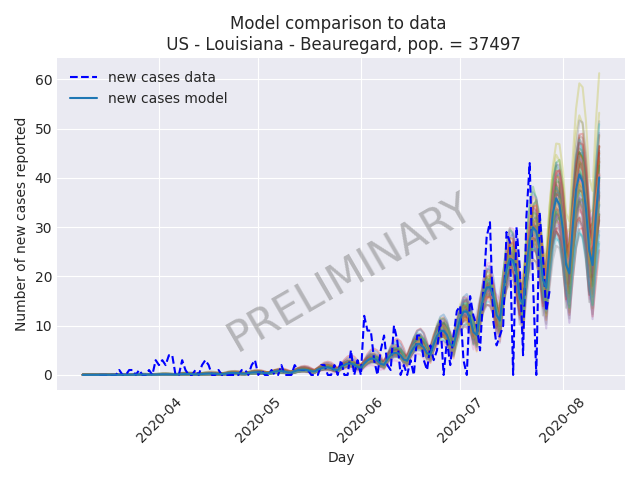 Model comparison to data
US - Louisiana - Beauregard, pop. = 37497
new cases data
new cases model
Number of new cases reported
60
50
40
30
20
10
0
PRELIMINARY
2020-04
2020-05
2020-06
2020-07
2020-08
Day